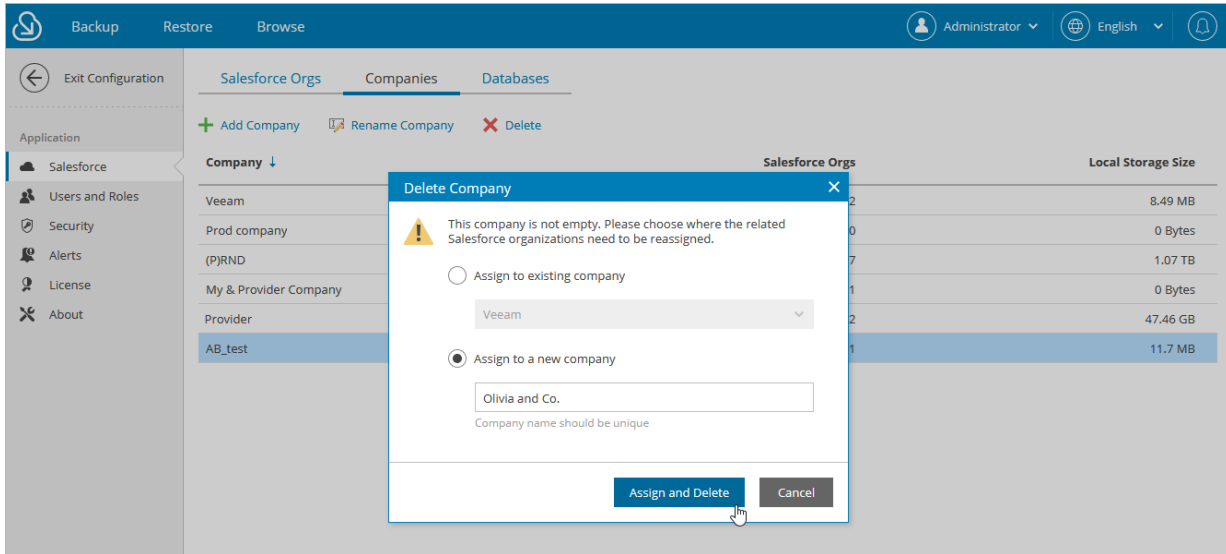 Backup Restore Browse Administrator English
Exit Configuration
Salesforce Orgs Companies Databases
Application
Add Company Rename Company Delete
Salesforce
Users and Roles
Security
Alerts
License
About
Company ↓ Salesforce Orgs Local Storage Size
Veeam 2 8.49 MB
Prod company 0 0 Bytes
(P)RND 7 1.07 TB
My & Provider Company 1 0 Bytes
Provider 2 47.46 GB
AB_test 1 11.7 MB
Delete Company
This company is not empty. Please choose where the related
Salesforce organizations need to be reassigned.
Assign to existing company
Veeam
Assign to a new company
Olivia and Co.
Company name should be unique
Assign and Delete Cancel